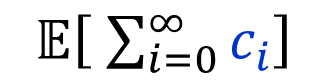 𝔼[ ∑_{i=0}^{∞} c_i ]